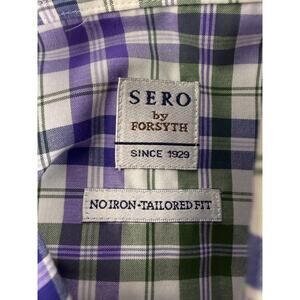 SERO
by
FORSYTH
SINCE 1929
NO IRON-TAILORED FIT